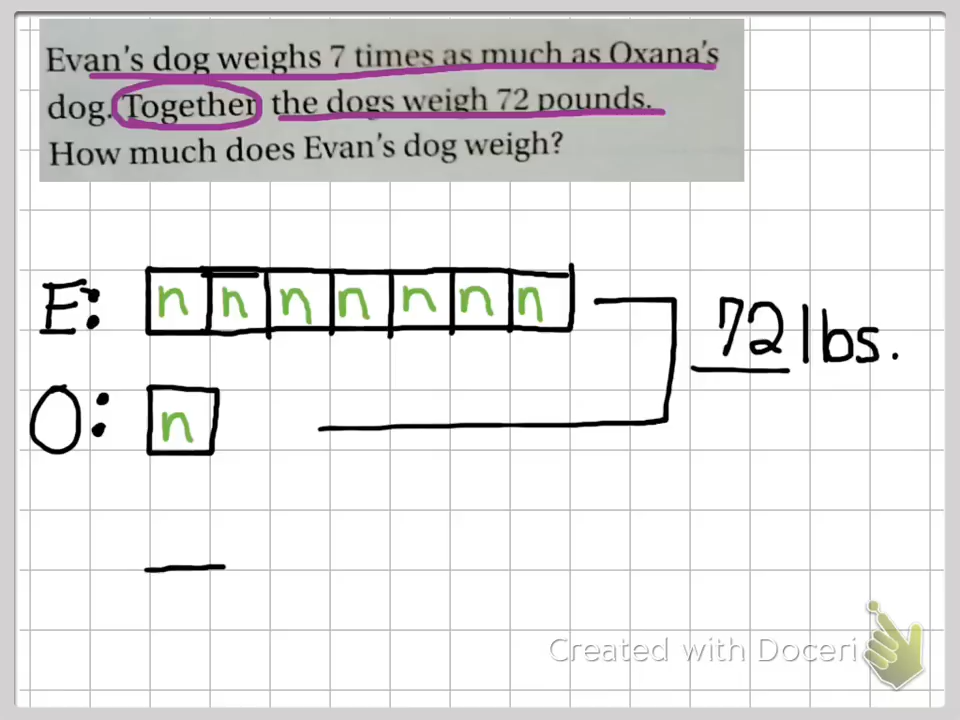 Evan's dog weighs 7 times as much as Oxana's
dog. Together the dogs weigh 72 pounds.
How much does Evan's dog weigh?
E: n n n n n n n
72 lbs.
O: n
Created with Doceri